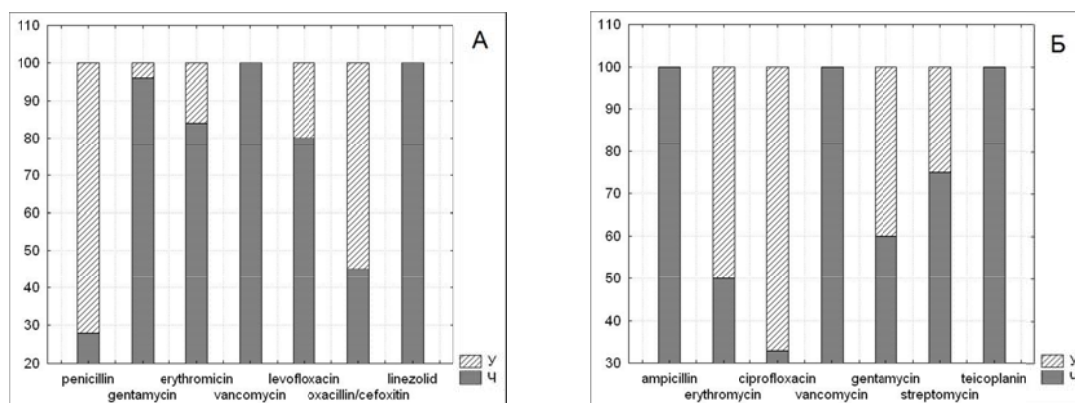 А
110
100
90
80
70
60
50
40
30
20
penicillin
gentamycin
erythromicin
vancomycin
levofloxacin
oxacillin/cefoxitin
linezolid
У
Ч
Б
110
100
90
80
70
60
50
40
30
ampicillin
erythromycin
ciprofloxacin
vancomycin
gentamycin
streptomycin
teicoplanin
У
Ч